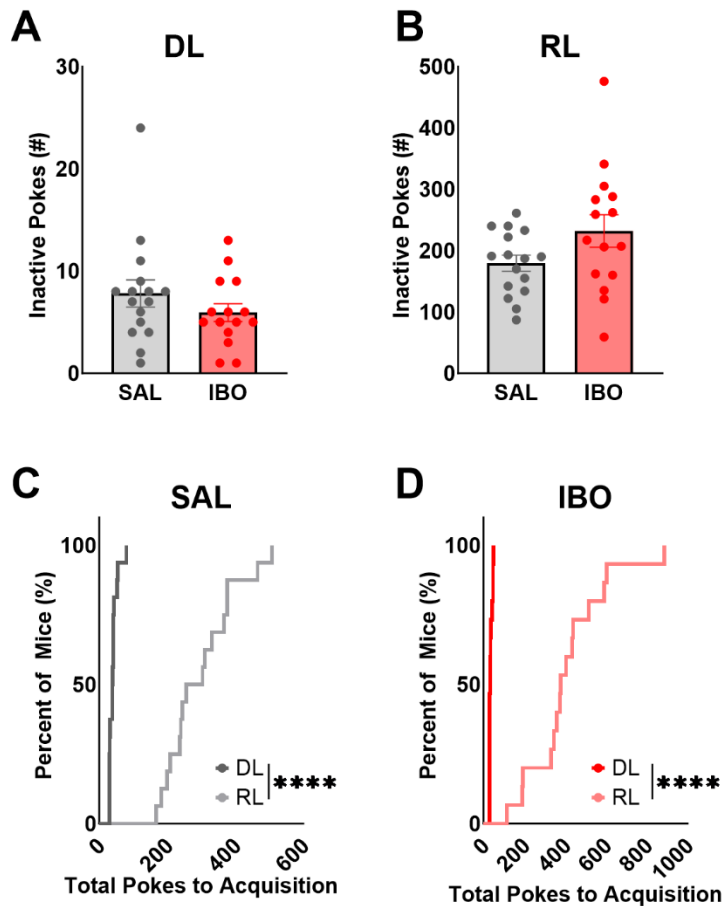 A
DL
Inactive Pokes (#)
30
20
10
0
SAL
IBO
B
RL
Inactive Pokes (#)
500
400
300
200
100
0
SAL
IBO
C
SAL
Percent of Mice (%)
100
50
0
DL
RL
****
0
200
400
600
Total Pokes to Acquisition
D
IBO
Percent of Mice (%)
100
50
0
DL
RL
****
0
200
400
600
800
1000
Total Pokes to Acquisition